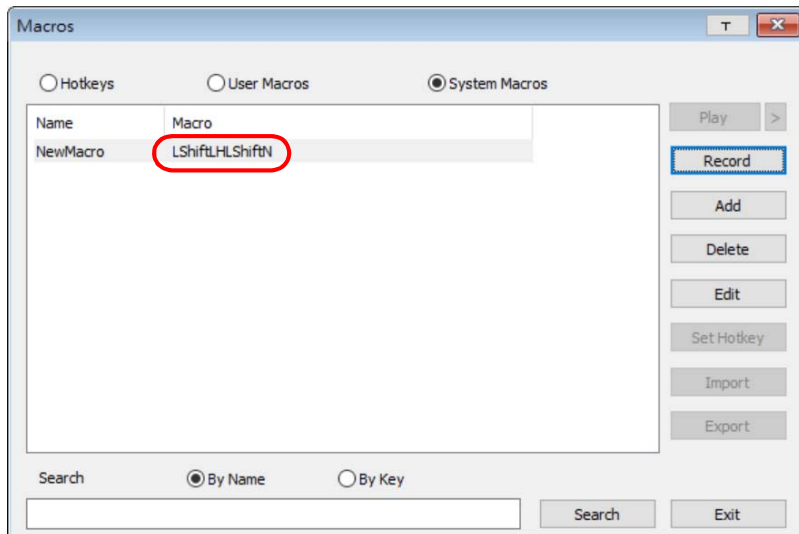 Macros T
Hotkeys User Macros System Macros
Name Macro Play >
NewMacro LShiftLHLShiftN Record
Add
Delete
Edit
Set Hotkey
Import
Export
Search By Name By Key
Search Exit